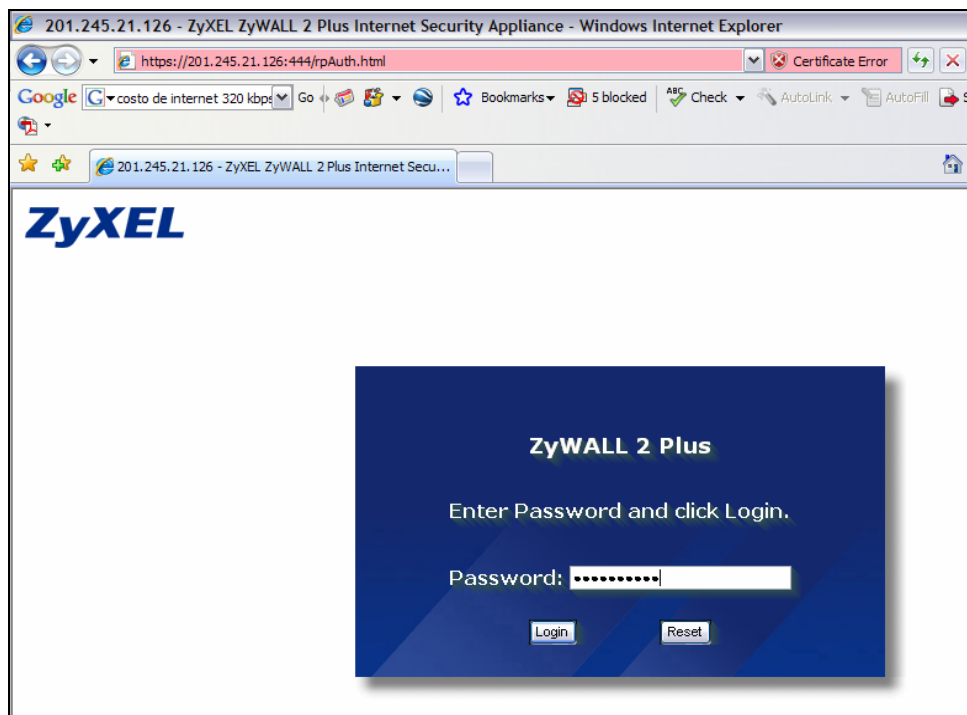 201.245.21.126 - ZyXEL ZyWALL 2 Plus Internet Security Appliance - Windows Internet Explorer
https://201.245.21.126:444/rpAuth.html Certificate Error
Google G costo de internet 320 kbps Go Bookmarks 5 blocked ABC Check AutoLink AutoFill S
201.245.21.126 - ZyXEL ZyWALL 2 Plus Internet Secu...
ZyXEL
ZyWALL 2 Plus
Enter Password and click Login.
Password: ••••••••••
Login Reset